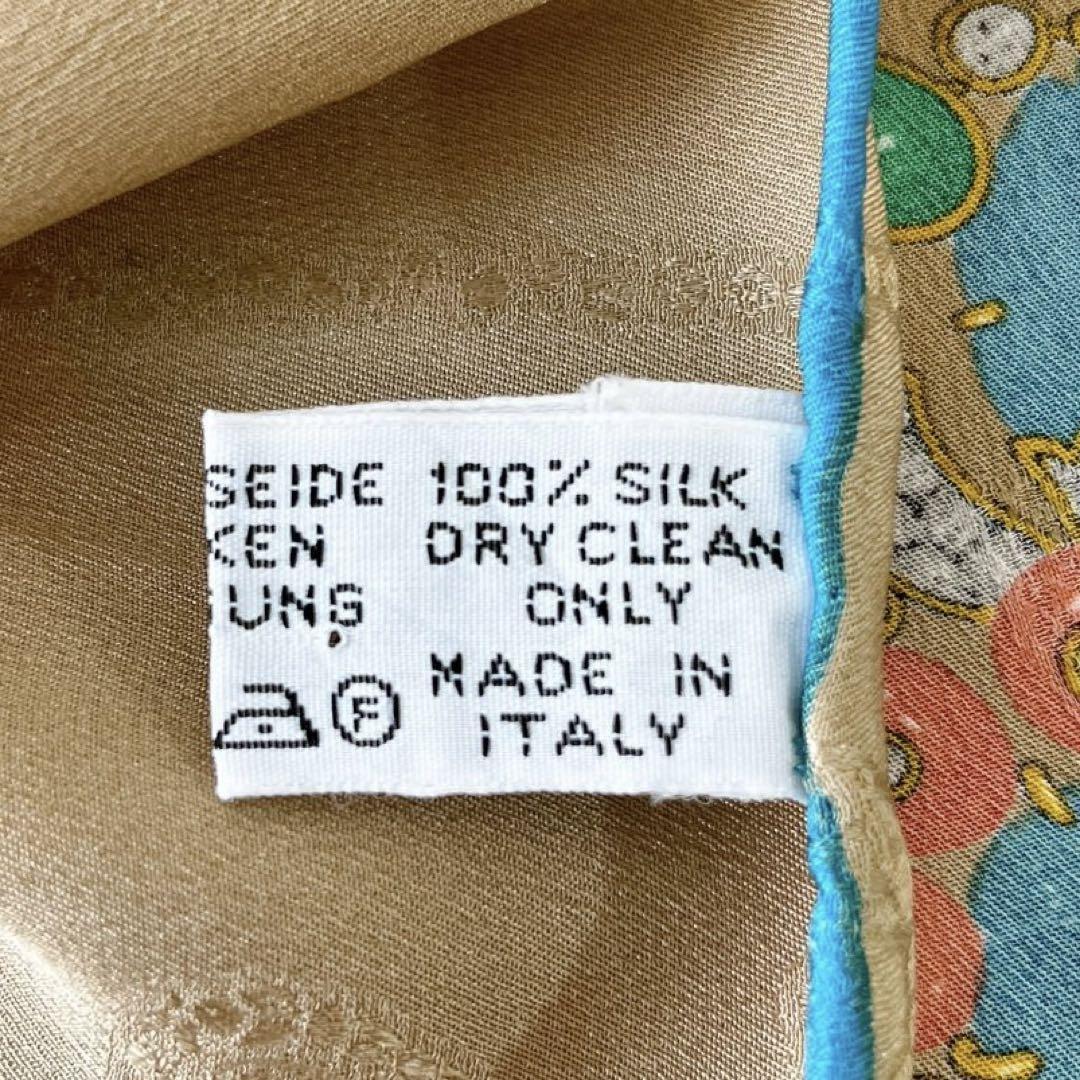 SEIDE 100% SILK
KEN DRY CLEAN
UNG ONLY
F MADE IN
ITALY